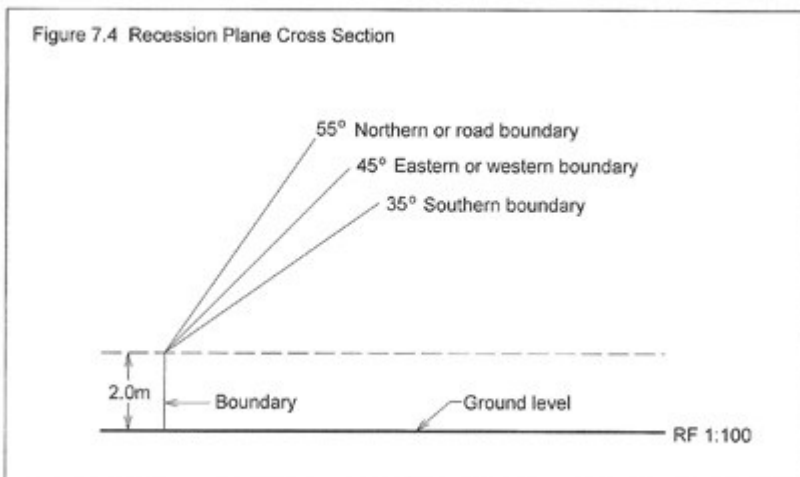 Figure 7.4 Recession Plane Cross Section
55° Northern or road boundary
45° Eastern or western boundary
35° Southern boundary
2.0m
Boundary
Ground level
RF 1:100